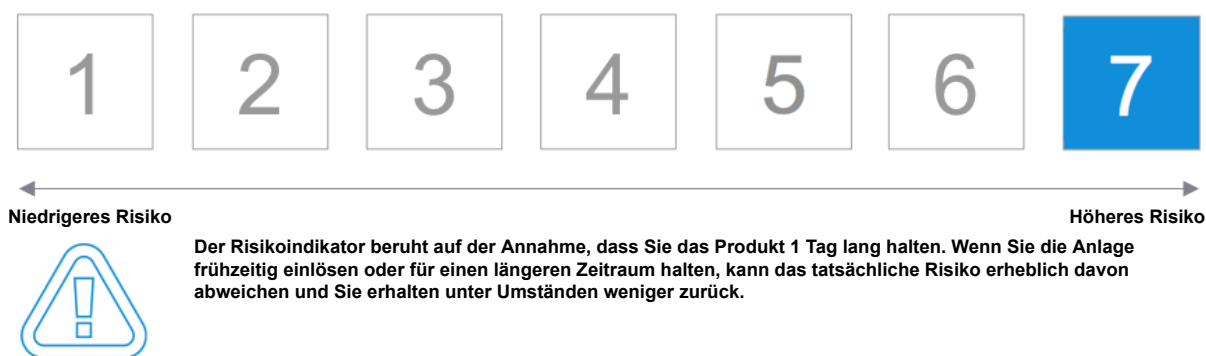 1 2 3 4 5 6 7
Niedrigeres Risiko Höheres Risiko
Der Risikoindikator beruht auf der Annahme, dass Sie das Produkt 1 Tag lang halten. Wenn Sie die Anlage
frühzeitig einlösen oder für einen längeren Zeitraum halten, kann das tatsächliche Risiko erheblich davon
abweichen und Sie erhalten unter Umständen weniger zurück.